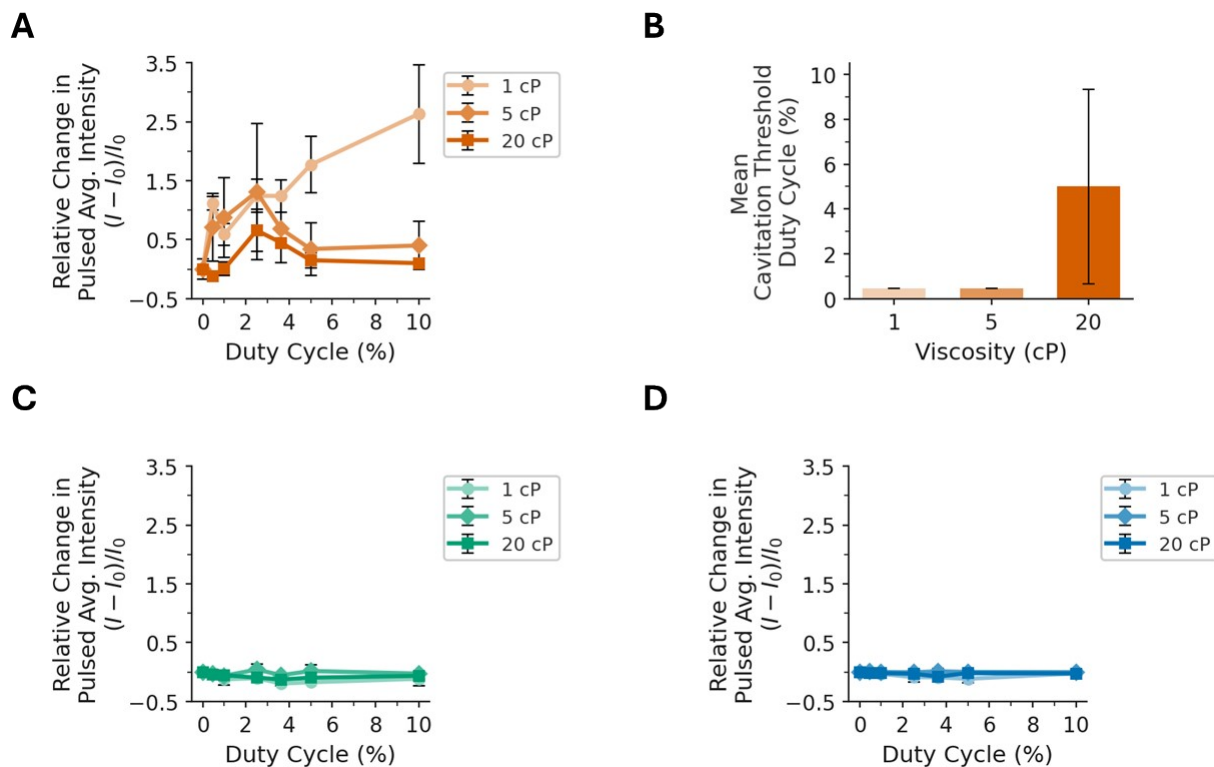 A
Relative Change in
Pulsed Avg. Intensity
(I − I₀)/I₀
3.5
2.5
1.5
0.5
−0.5
0 2 4 6 8 10
Duty Cycle (%)
1 cP
5 cP
20 cP
B
Mean
Cavitation Threshold
Duty Cycle (%)
10
8
6
4
2
0
1 5 20
Viscosity (cP)
C
Relative Change in
Pulsed Avg. Intensity
(I − I₀)/I₀
3.5
2.5
1.5
0.5
−0.5
0 2 4 6 8 10
Duty Cycle (%)
1 cP
5 cP
20 cP
D
Relative Change in
Pulsed Avg. Intensity
(I − I₀)/I₀
3.5
2.5
1.5
0.5
−0.5
0 2 4 6 8 10
Duty Cycle (%)
1 cP
5 cP
20 cP